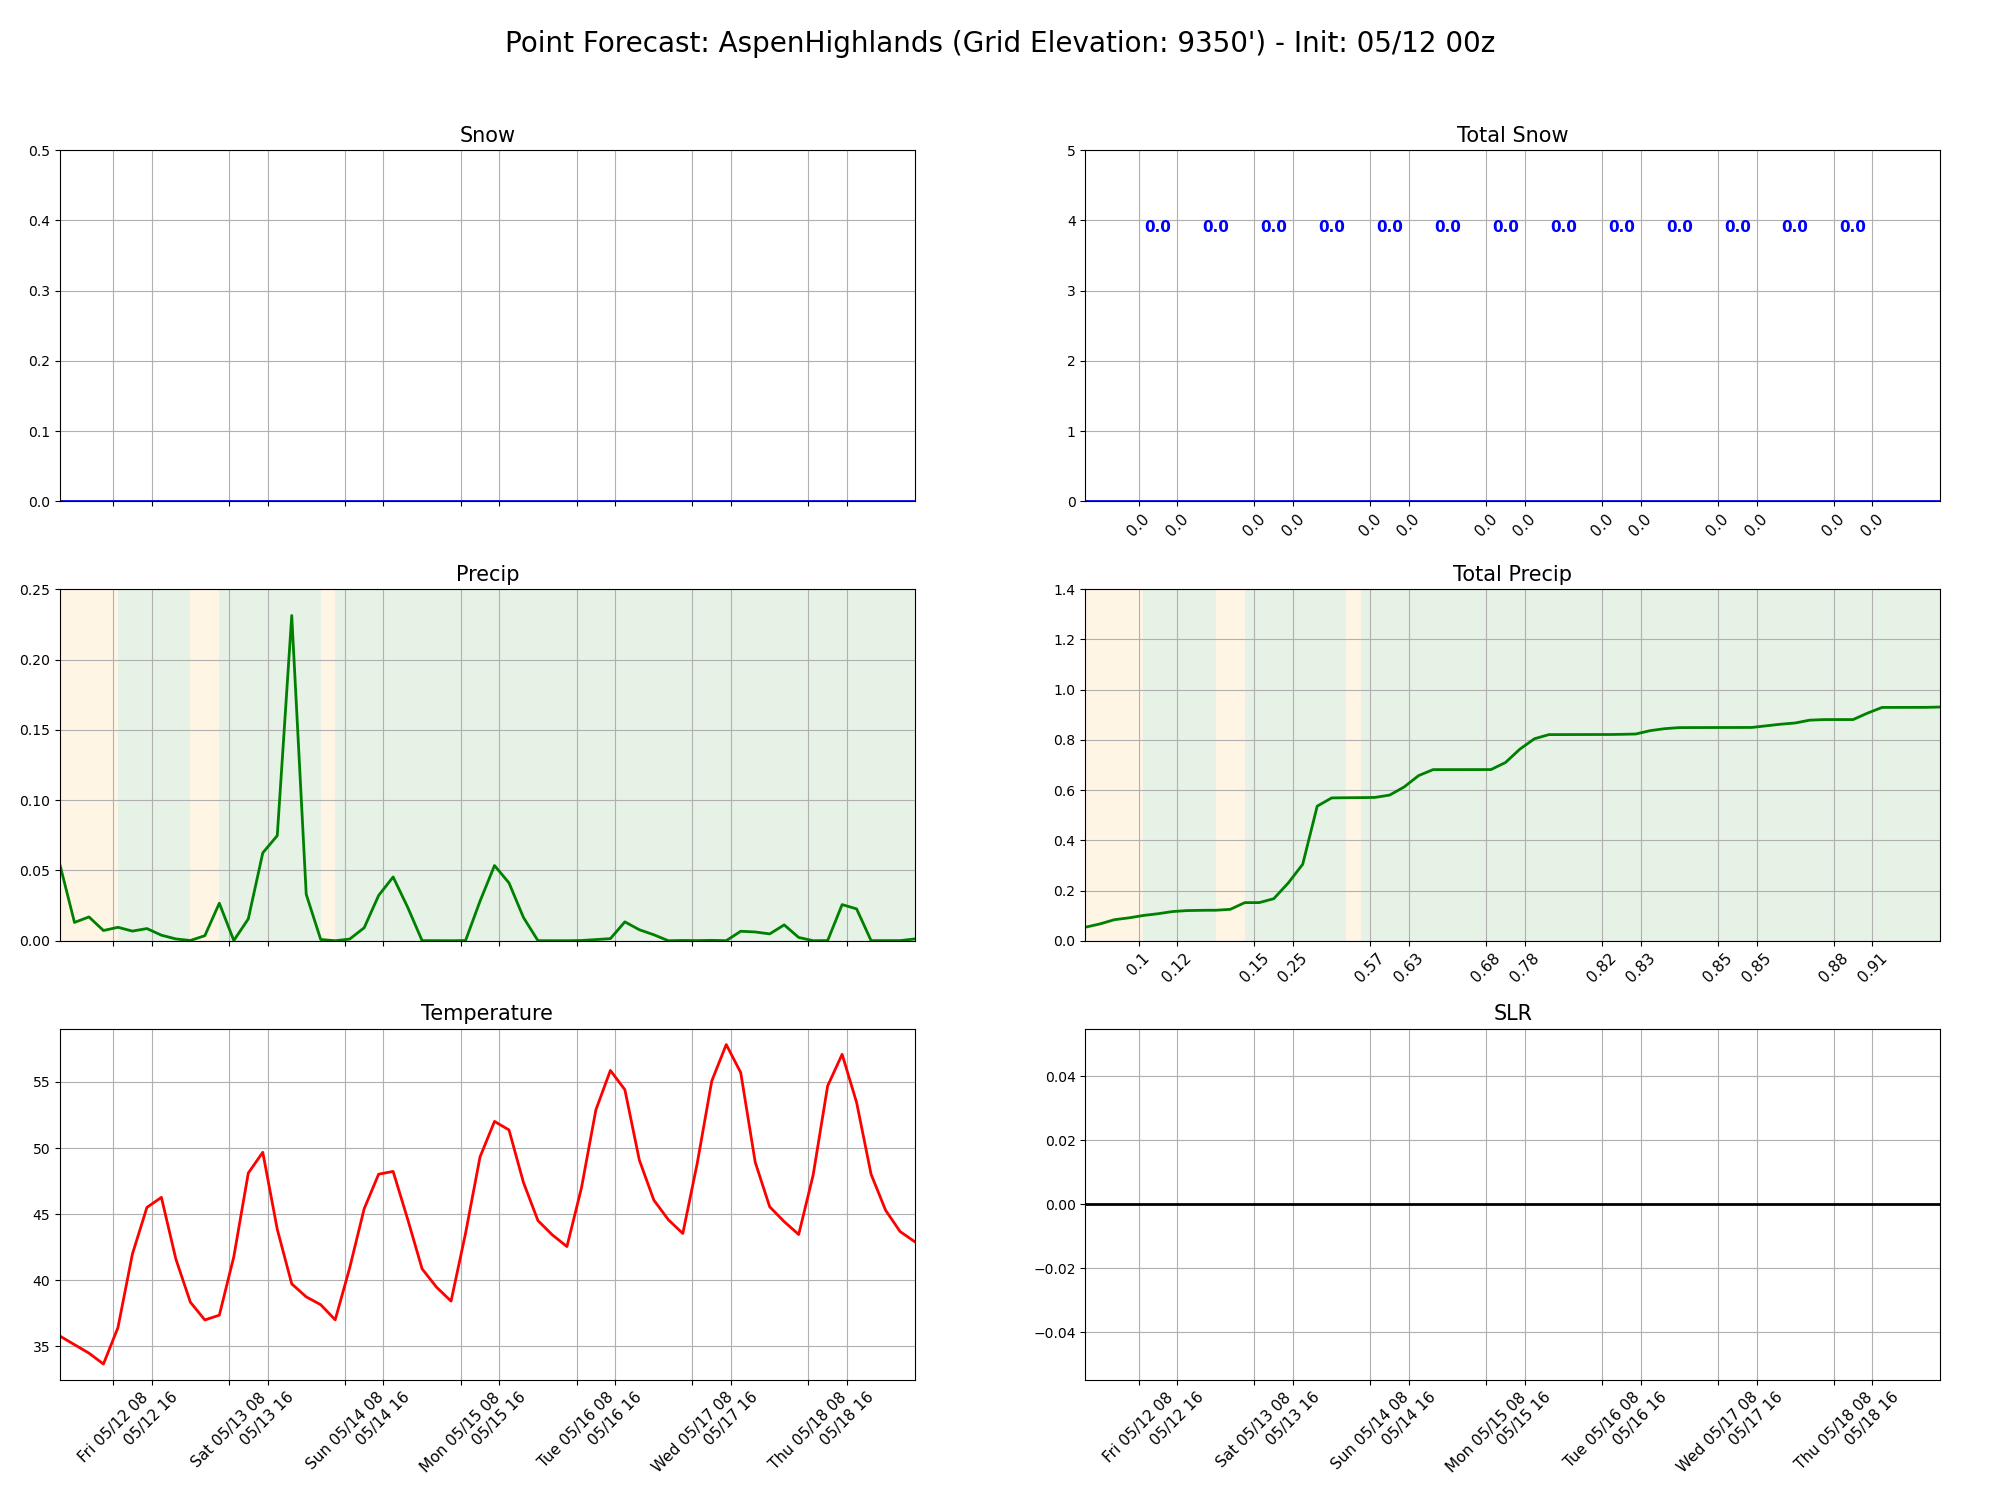 Point Forecast: AspenHighlands (Grid Elevation: 9350') - Init: 05/12 00z
Snow
0.5
0.4
0.3
0.2
0.1
0.0
Total Snow
5
4
3
2
1
0
0.0 0.0 0.0 0.0 0.0 0.0 0.0 0.0 0.0 0.0 0.0 0.0 0.0
0.0 0.0 0.0 0.0 0.0 0.0 0.0 0.0 0.0 0.0 0.0 0.0 0.0 0.0
Precip
0.25
0.20
0.15
0.10
0.05
0.00
Total Precip
1.4
1.2
1.0
0.8
0.6
0.4
0.2
0.0
0.1 0.12 0.15 0.25 0.57 0.63 0.68 0.78 0.82 0.83 0.85 0.85 0.88 0.91
Temperature
55
50
45
40
35
Fri 05/12 08
05/12 16
Sat 05/13 08
05/13 16
Sun 05/14 08
05/14 16
Mon 05/15 08
05/15 16
Tue 05/16 08
05/16 16
Wed 05/17 08
05/17 16
Thu 05/18 08
05/18 16
SLR
0.04
0.02
0.00
−0.02
−0.04
Fri 05/12 08
05/12 16
Sat 05/13 08
05/13 16
Sun 05/14 08
05/14 16
Mon 05/15 08
05/15 16
Tue 05/16 08
05/16 16
Wed 05/17 08
05/17 16
Thu 05/18 08
05/18 16